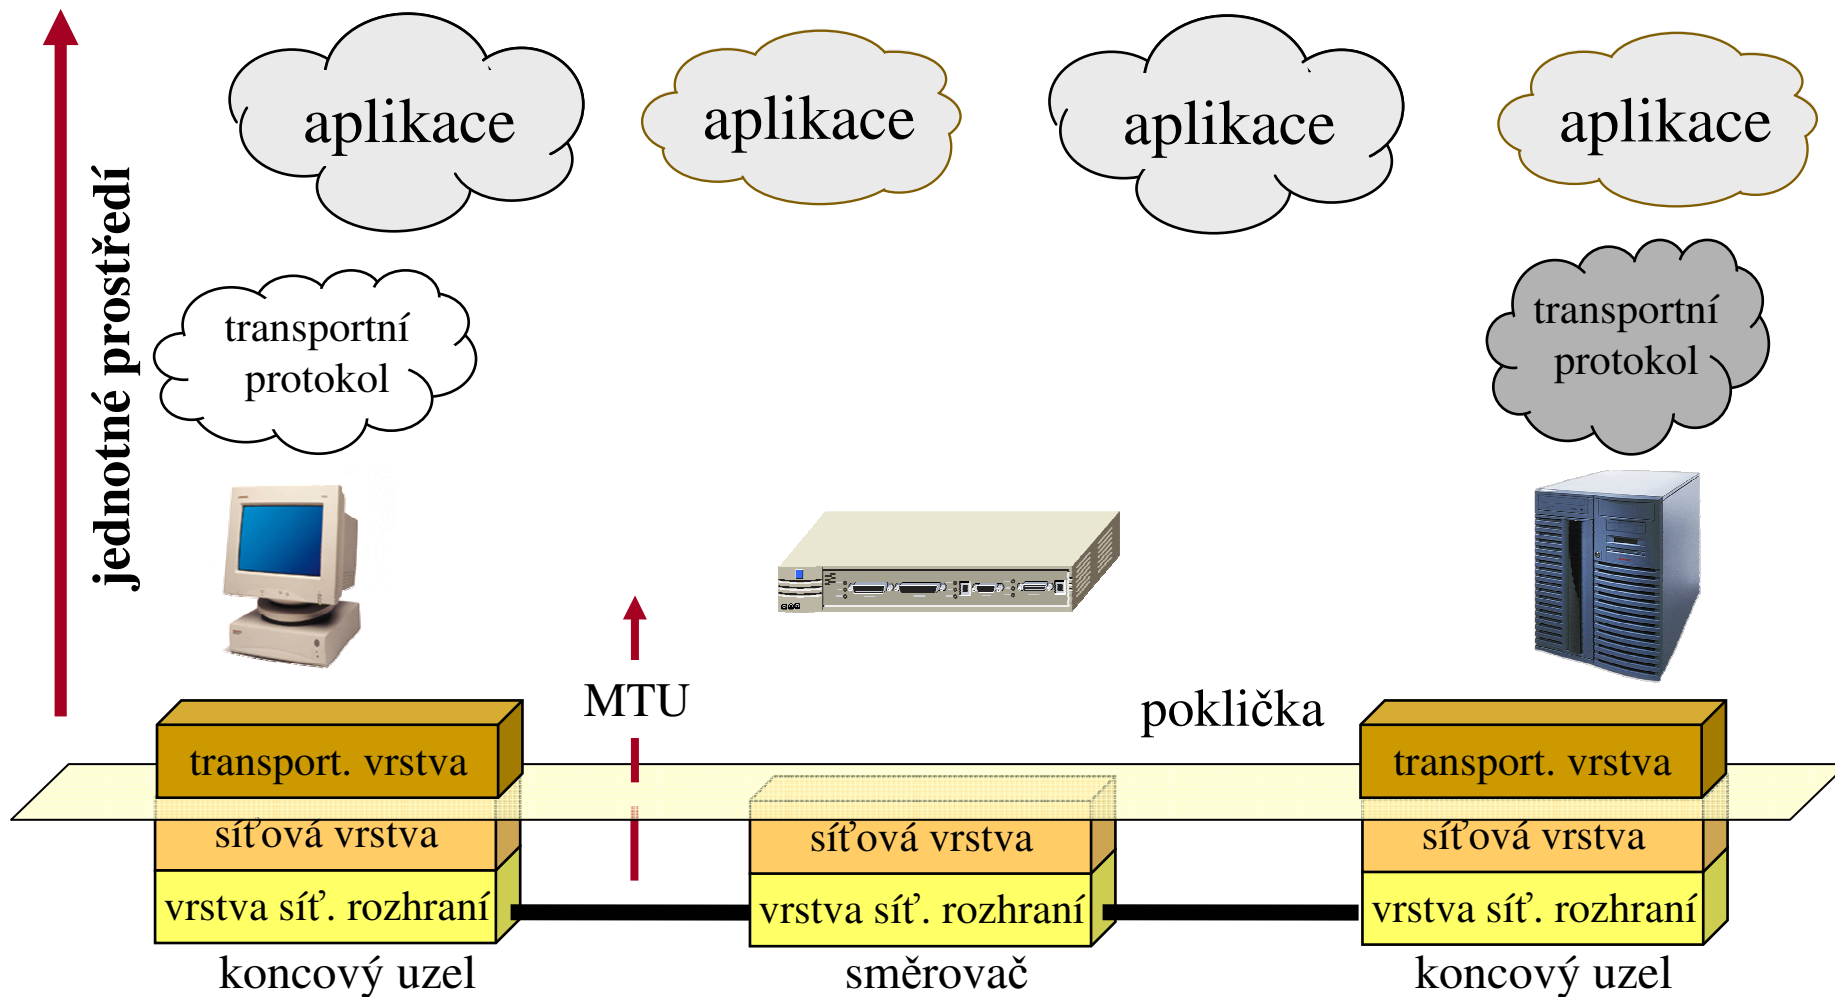 aplikace
aplikace
aplikace
aplikace
jednotné prostředí
transportní
protokol
transportní
protokol
MTU
poklička
transport. vrstva
transport. vrstva
síťová vrstva
síťová vrstva
síťová vrstva
vrstva síť. rozhraní
vrstva síť. rozhraní
vrstva síť. rozhraní
koncový uzel
směrovač
koncový uzel